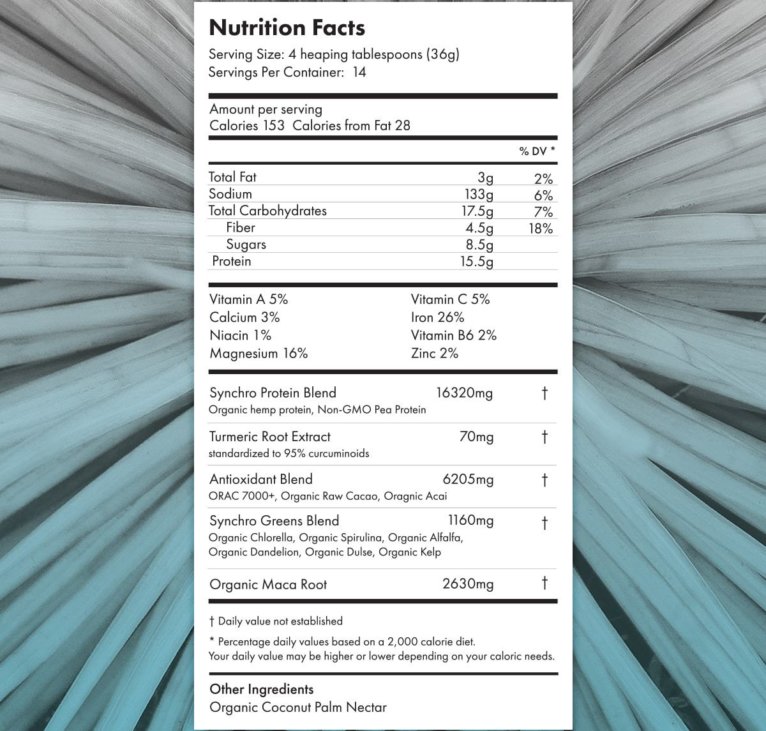 Nutrition Facts
Serving Size: 4 heaping tablespoons (36g)
Servings Per Container: 14
Amount per serving
Calories 153 Calories from Fat 28
% DV *
Total Fat 3g 2%
Sodium 133g 6%
Total Carbohydrates 17.5g 7%
Fiber 4.5g 18%
Sugars 8.5g
Protein 15.5g
Vitamin A 5% Vitamin C 5%
Calcium 3% Iron 26%
Niacin 1% Vitamin B6 2%
Magnesium 16% Zinc 2%
Synchro Protein Blend 16320mg †
Organic hemp protein, Non-GMO Pea Protein
Turmeric Root Extract 70mg †
standardized to 95% curcuminoids
Antioxidant Blend 6205mg †
ORAC 7000+, Organic Raw Cacao, Oragnic Acai
Synchro Greens Blend 1160mg †
Organic Chlorella, Organic Spirulina, Organic Alfalfa,
Organic Dandelion, Organic Dulse, Organic Kelp
Organic Maca Root 2630mg †
† Daily value not established
* Percentage daily values based on a 2,000 calorie diet.
Your daily value may be higher or lower depending on your caloric needs.
Other Ingredients
Organic Coconut Palm Nectar